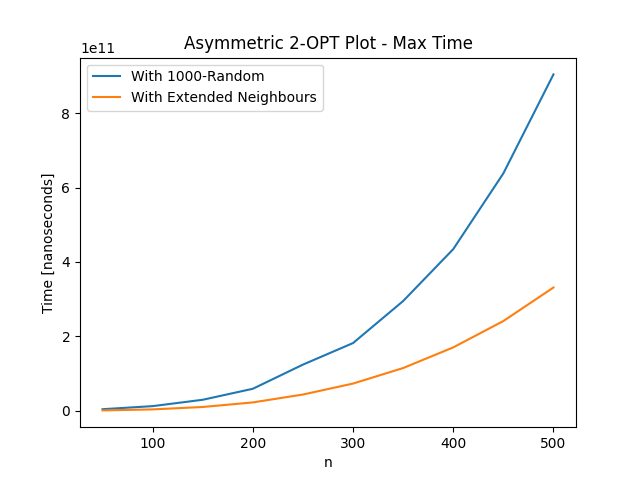 Asymmetric 2-OPT Plot - Max Time
1e11
With 1000-Random
With Extended Neighbours
8
6
4
2
0
Time [nanoseconds]
100
200
300
400
500
n